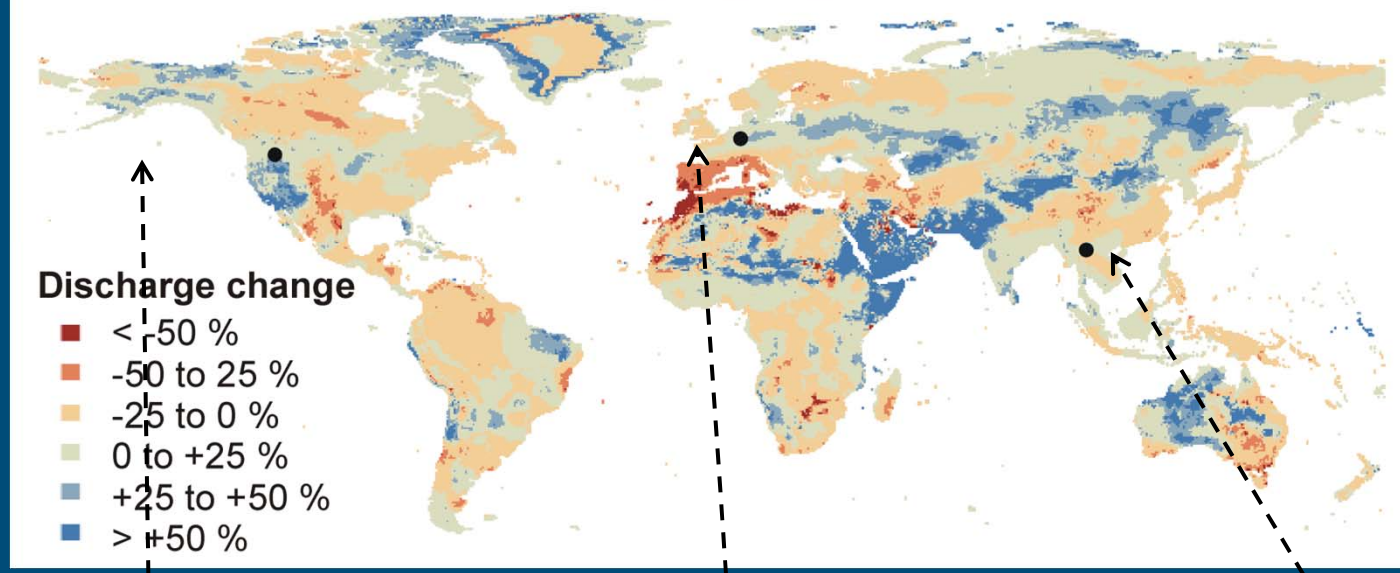 Discharge change
< -50 %
-50 to 25 %
-25 to 0 %
0 to +25 %
+25 to +50 %
> +50 %